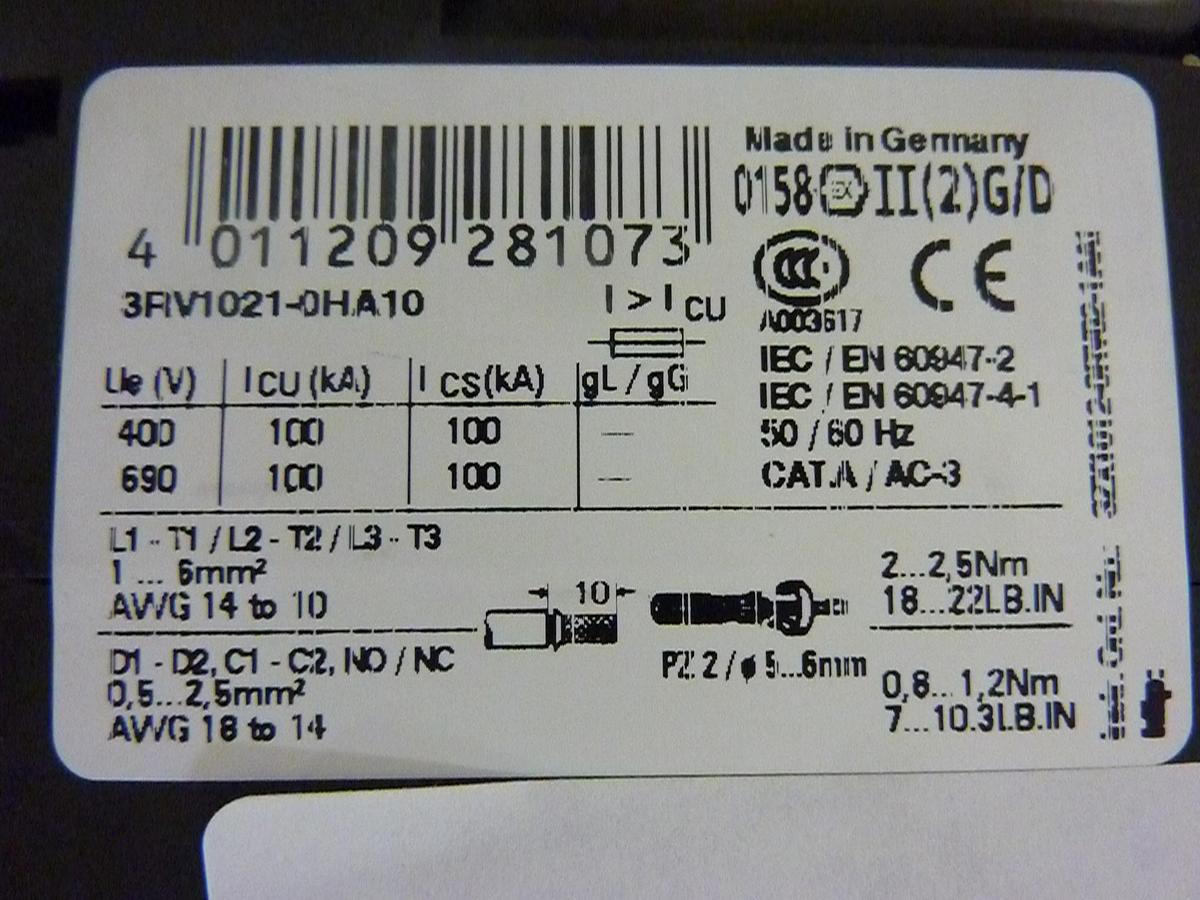 Made in Germany
0158 Ex II(2)G/D
4 011209 281073
3RV1021-0HA10
I > I CU
CCC
CE
A003617
Ue (V) I CU (kA) I CS(kA) gL / gG
400 100 100 —
690 100 100 —
IEC / EN 60947-2
IEC / EN 60947-4-1
50 / 60 Hz
CAT.A / AC-3
L1 - T1 / L2 - T2 / L3 - T3
1 ... 6mm²
AWG 14 to 10
10
2...2,5Nm
18...22LB.IN
D1 - D2, C1 - C2, NO / NC
0,5...2,5mm²
AWG 18 to 14
PZ 2 / ø 5...6mm
0,8...1,2Nm
7...10.3LB.IN